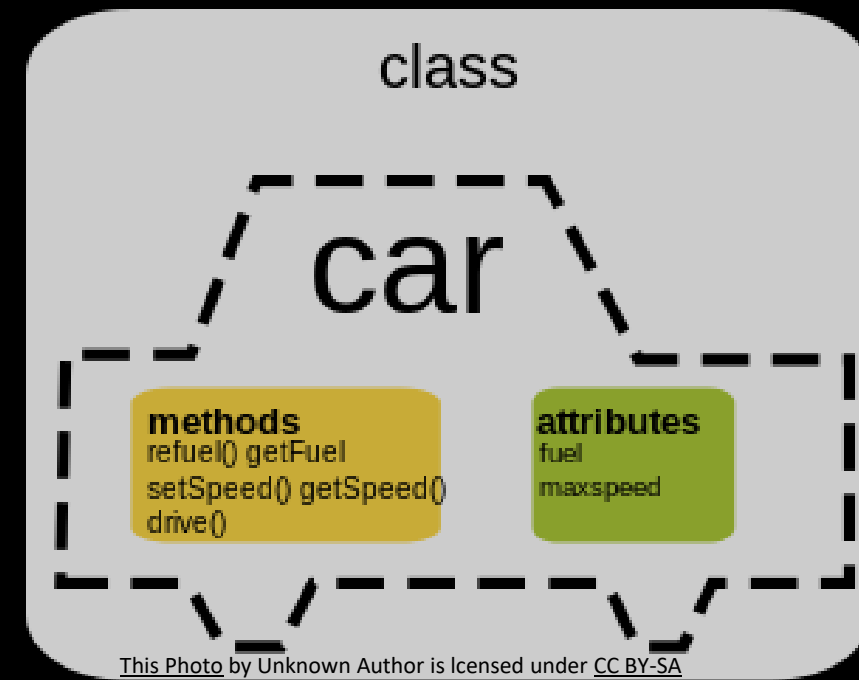 class
car
methods
refuel() getFuel
setSpeed() getSpeed()
drive()
attributes
fuel
maxspeed
This Photo by Unknown Author is lcensed under CC BY-SA